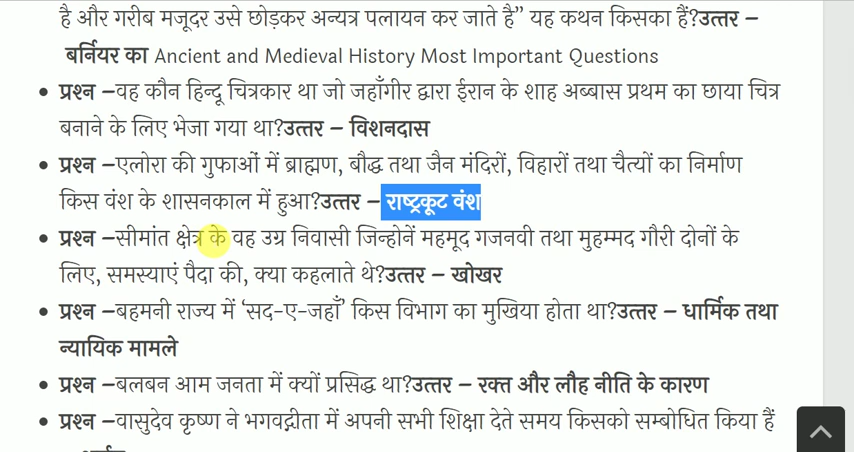 है और गरीब मजूदर उसे छोड़कर अन्यत्र पलायन कर जाते है” यह कथन किसका हैं?उत्त्तर –
बर्नियर का Ancient and Medieval History Most Important Questions
प्रश्न –वह कौन हिन्दू चित्रकार था जो जहाँगीर द्वारा ईरान के शाह अब्बास प्रथम का छाया चित्र
बनाने के लिए भेजा गया था?उत्त्तर – विशनदास
प्रश्न –एलोरा की गुफाओं में ब्राह्मण, बौद्ध तथा जैन मंदिरों, विहारों तथा चैत्यों का निर्माण
किस वंश के शासनकाल में हुआ?उत्त्तर – राष्ट्रकूट वंश
प्रश्न –सीमांत क्षेत्र के वह उग्र निवासी जिन्होनें महमूद गजनवी तथा मुहम्मद गौरी दोनों के
लिए, समस्याएं पैदा की, क्या कहलाते थे?उत्त्तर – खोखर
प्रश्न –बहमनी राज्य में ‘सद-ए-जहाँ’ किस विभाग का मुखिया होता था?उत्त्तर – धार्मिक तथा
न्यायिक मामले
प्रश्न –बलबन आम जनता में क्यों प्रसिद्ध था?उत्त्तर – रक्त और लौह नीति के कारण
प्रश्न –वासुदेव कृष्ण ने भगवद्गीता में अपनी सभी शिक्षा देते समय किसको सम्बोधित किया हैं